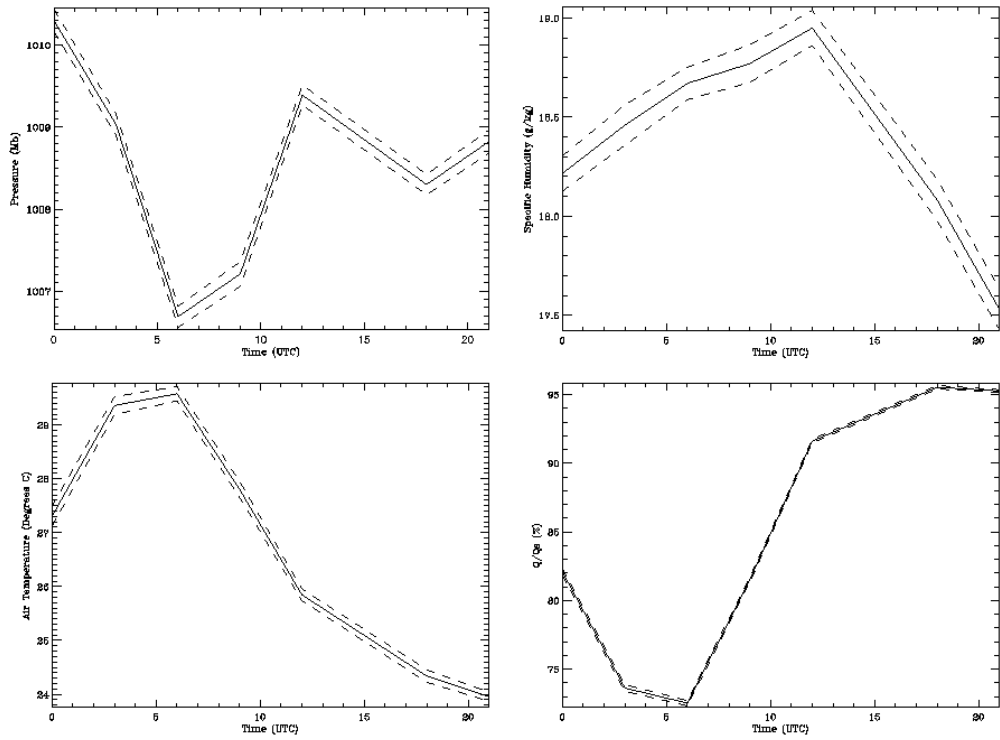 1010
1009
1008
1007
Pressure (Mb)
0 5 10 15 20
Time (UTC)
19.0
18.5
18.0
17.5
Specific Humidity (g/kg)
0 5 10 15 20
Time (UTC)
29
28
27
26
25
24
Air Temperature (Degrees C)
0 5 10 15 20
Time (UTC)
95
90
85
80
75
Q/Qs (%)
0 5 10 15 20
Time (UTC)